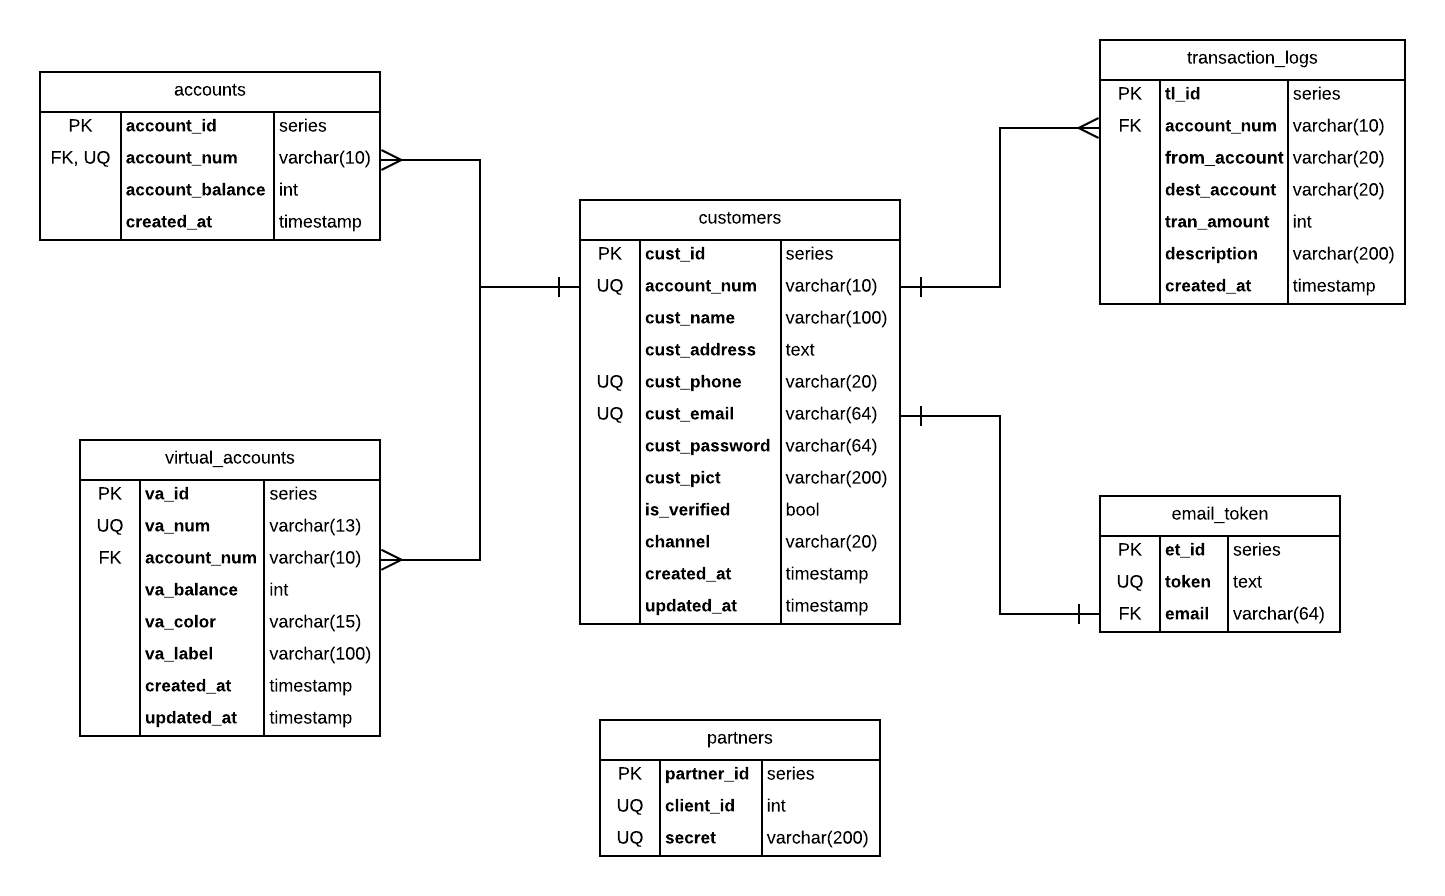 accounts
PK account_id series
FK, UQ account_num varchar(10)
account_balance int
created_at timestamp
transaction_logs
PK tl_id series
FK account_num varchar(10)
from_account varchar(20)
dest_account varchar(20)
tran_amount int
description varchar(200)
created_at timestamp
customers
PK cust_id series
UQ account_num varchar(10)
cust_name varchar(100)
cust_address text
UQ cust_phone varchar(20)
UQ cust_email varchar(64)
cust_password varchar(64)
cust_pict varchar(200)
is_verified bool
channel varchar(20)
created_at timestamp
updated_at timestamp
virtual_accounts
PK va_id series
UQ va_num varchar(13)
FK account_num varchar(10)
va_balance int
va_color varchar(15)
va_label varchar(100)
created_at timestamp
updated_at timestamp
email_token
PK et_id series
UQ token text
FK email varchar(64)
partners
PK partner_id series
UQ client_id int
UQ secret varchar(200)